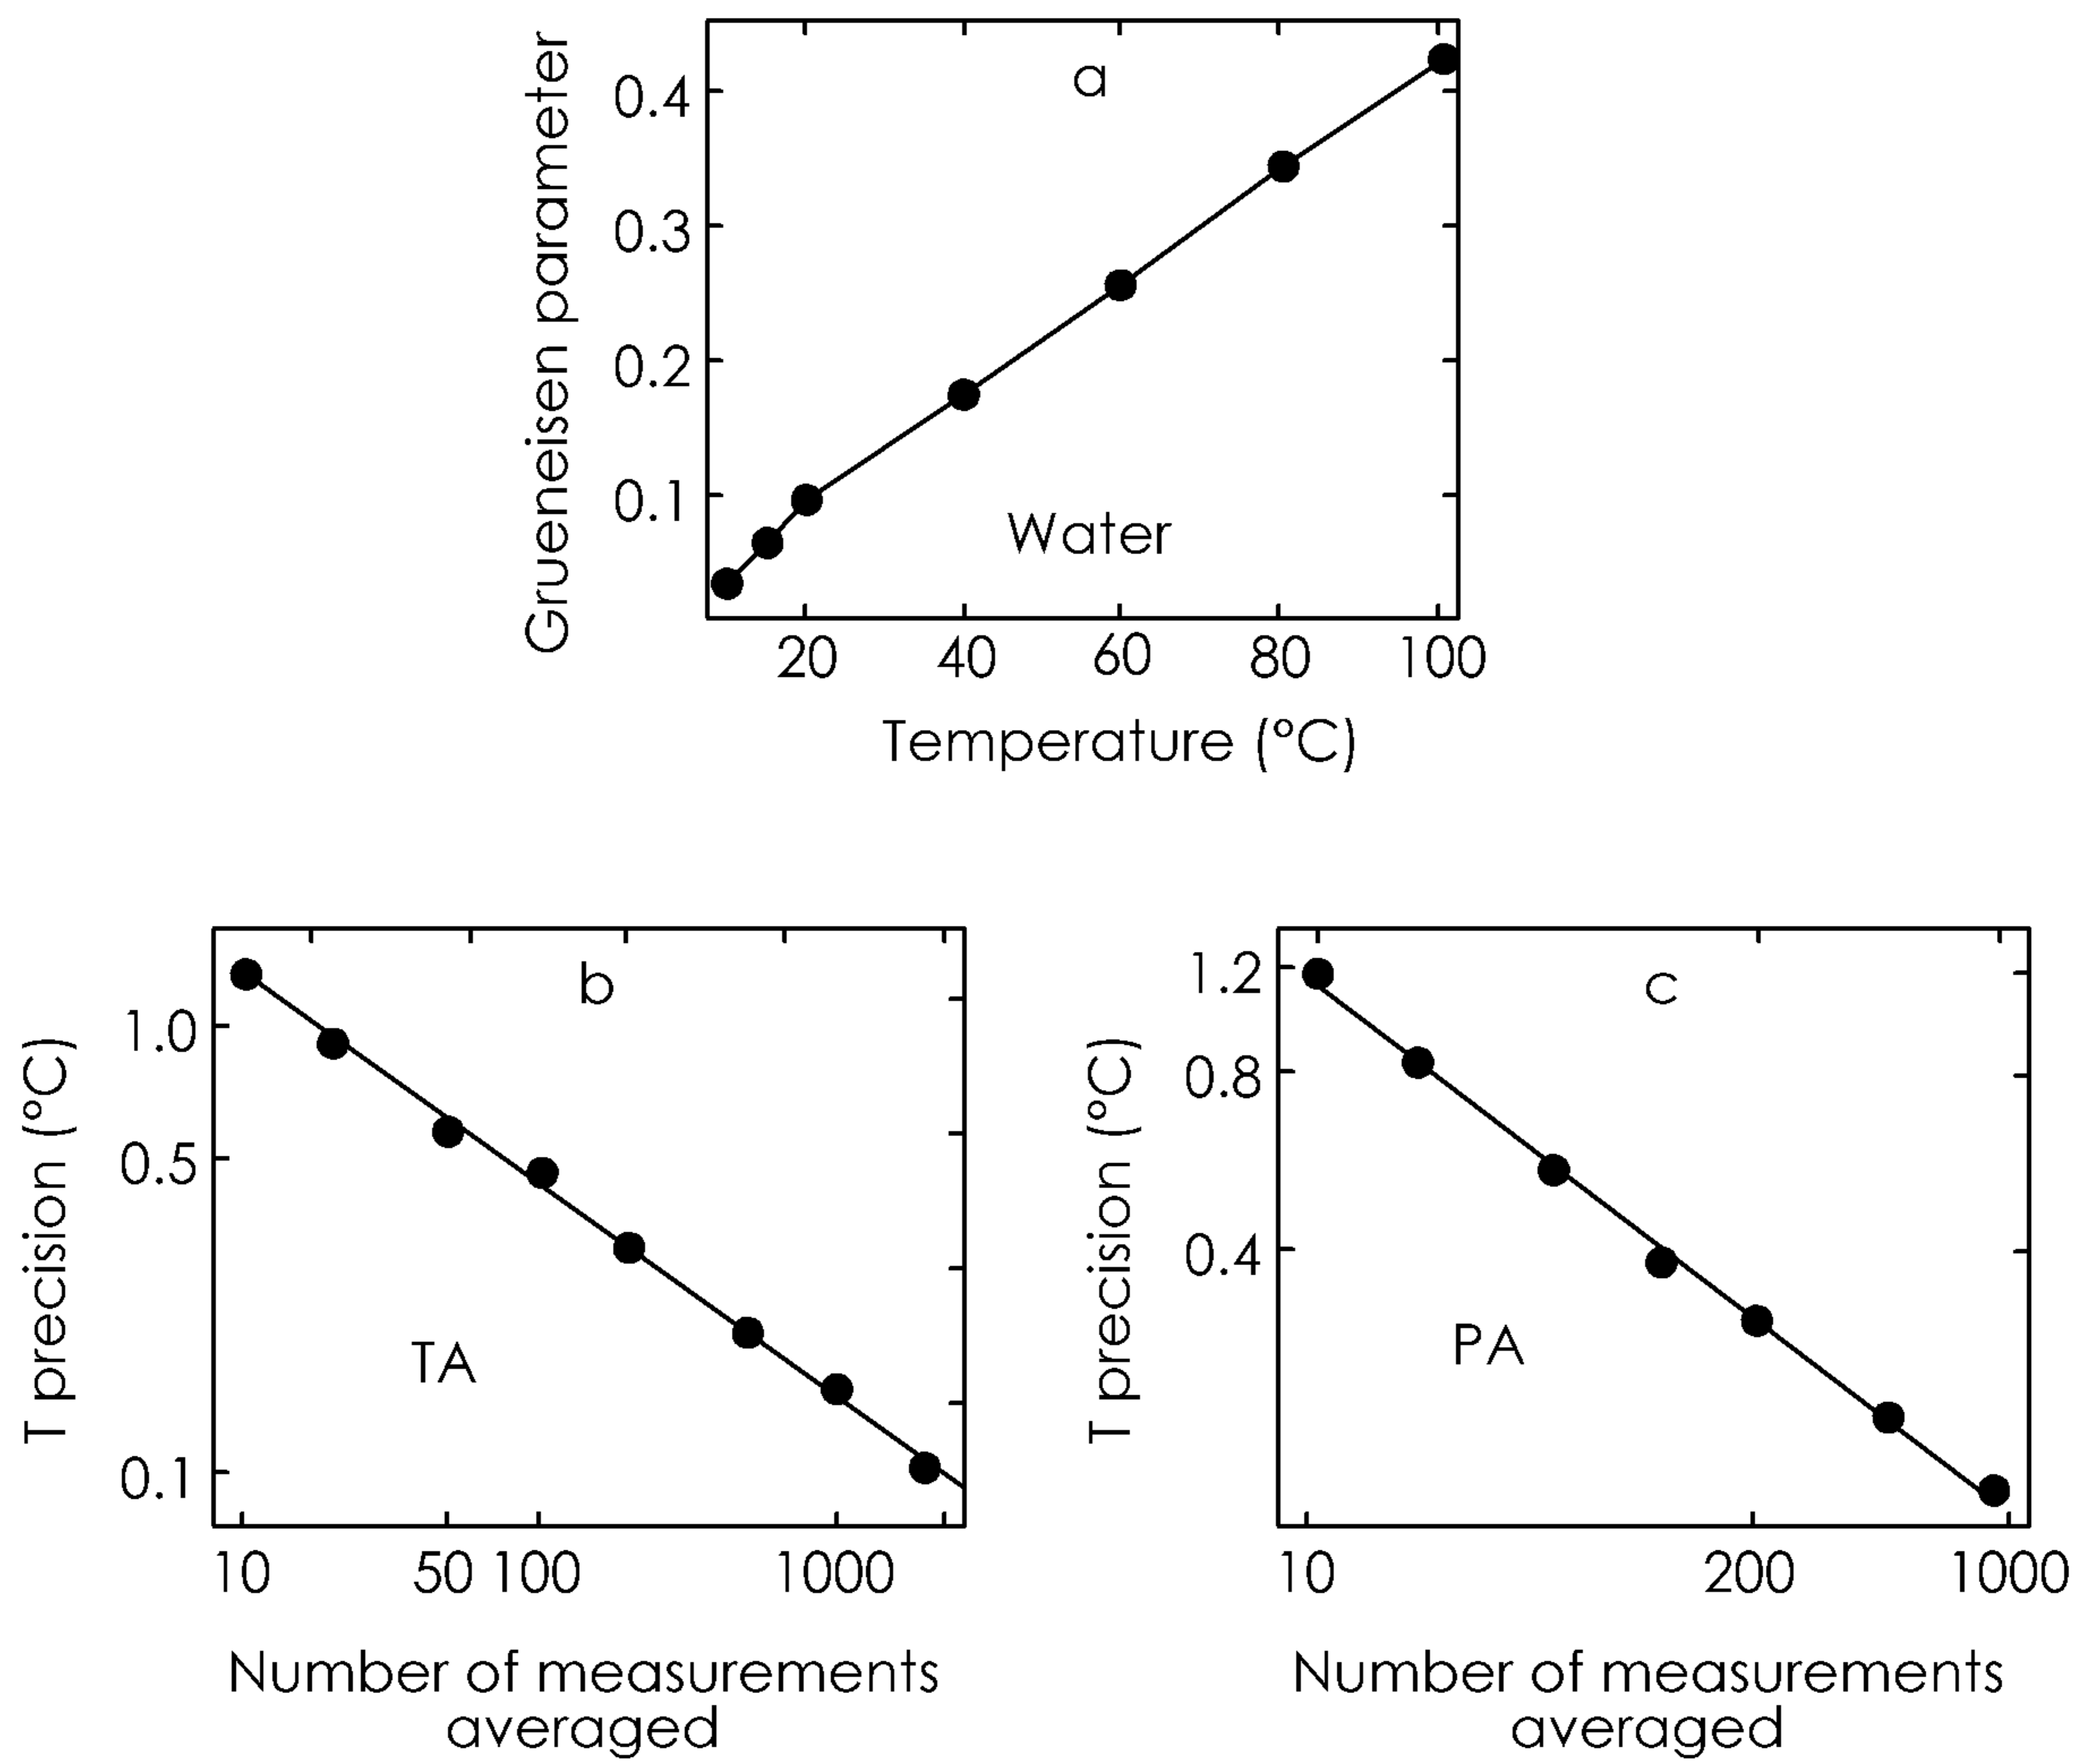 Grueneisen parameter
a
0.4
0.3
0.2
0.1
Water
20 40 60 80 100
Temperature (°C)
T precision (°C)
b
1.0
0.5
0.1
TA
10 50 100 1000
Number of measurements
averaged
T precision (°C)
c
1.2
0.8
0.4
PA
10 200 1000
Number of measurements
averaged